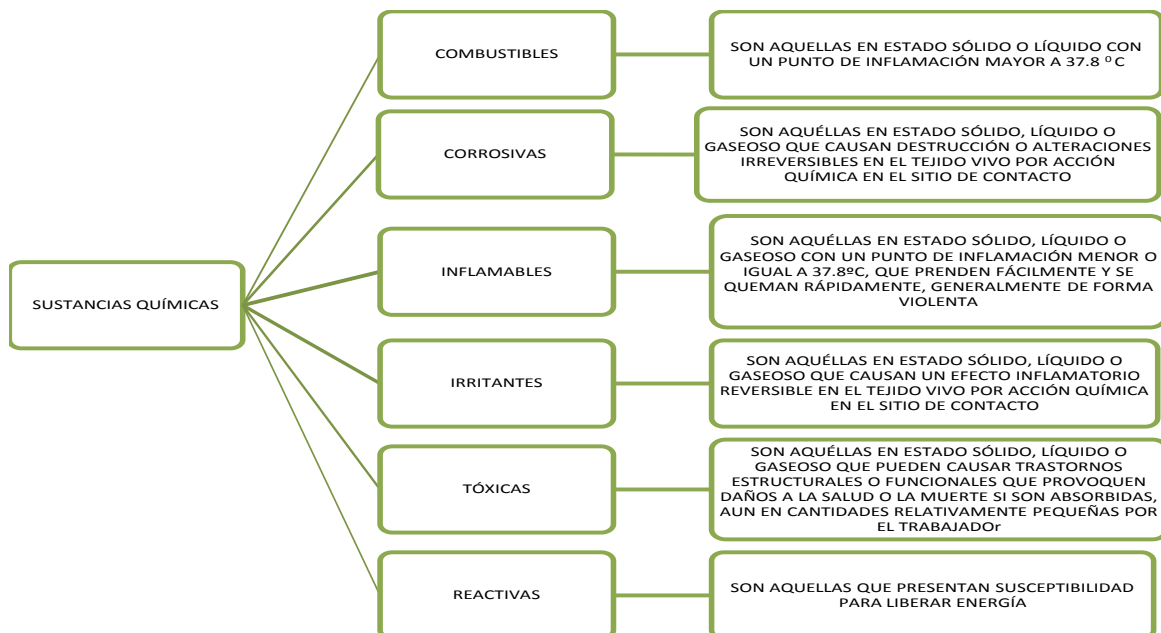 SUSTANCIAS QUÍMICAS
COMBUSTIBLES
SON AQUELLAS EN ESTADO SÓLIDO O LÍQUIDO CON
UN PUNTO DE INFLAMACIÓN MAYOR A 37.8 ⁰ C
CORROSIVAS
SON AQUÉLLAS EN ESTADO SÓLIDO, LÍQUIDO O
GASEOSO QUE CAUSAN DESTRUCCIÓN O ALTERACIONES
IRREVERSIBLES EN EL TEJIDO VIVO POR ACCIÓN
QUÍMICA EN EL SITIO DE CONTACTO
INFLAMABLES
SON AQUÉLLAS EN ESTADO SÓLIDO, LÍQUIDO O
GASEOSO CON UN PUNTO DE INFLAMACIÓN MENOR O
IGUAL A 37.8ºC, QUE PRENDEN FÁCILMENTE Y SE
QUEMAN RÁPIDAMENTE, GENERALMENTE DE FORMA
VIOLENTA
IRRITANTES
SON AQUÉLLAS EN ESTADO SÓLIDO, LÍQUIDO O
GASEOSO QUE CAUSAN UN EFECTO INFLAMATORIO
REVERSIBLE EN EL TEJIDO VIVO POR ACCIÓN QUÍMICA
EN EL SITIO DE CONTACTO
TÓXICAS
SON AQUÉLLAS EN ESTADO SÓLIDO, LÍQUIDO O
GASEOSO QUE PUEDEN CAUSAR TRASTORNOS
ESTRUCTURALES O FUNCIONALES QUE PROVOQUEN
DAÑOS A LA SALUD O LA MUERTE SI SON ABSORBIDAS,
AUN EN CANTIDADES RELATIVAMENTE PEQUEÑAS POR
EL TRABAJADOr
REACTIVAS
SON AQUELLAS QUE PRESENTAN SUSCEPTIBILIDAD
PARA LIBERAR ENERGÍA